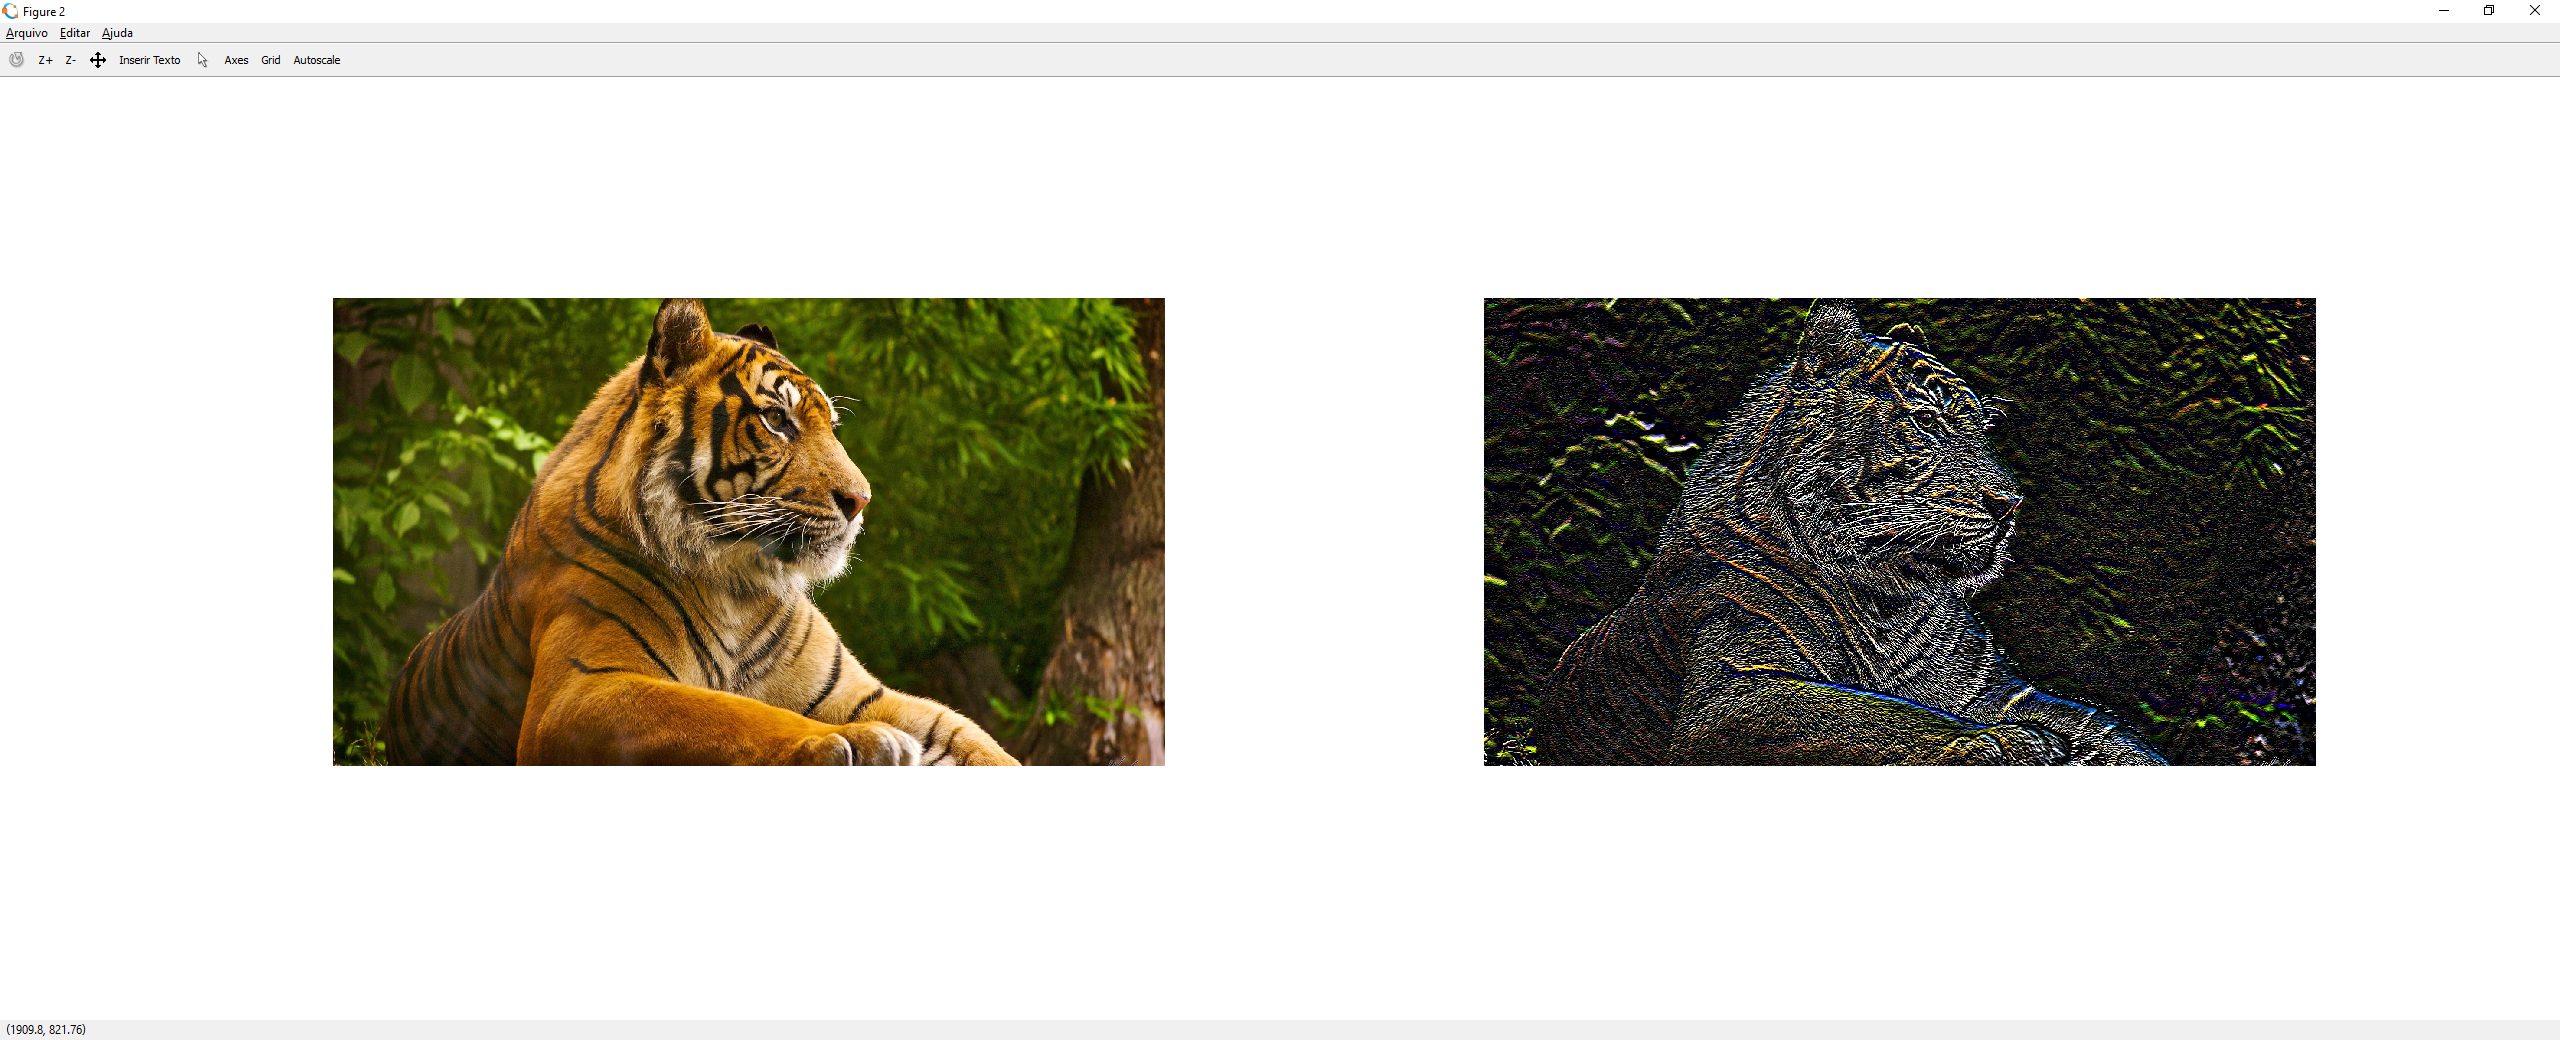 Figure 2
Arquivo Editar Ajuda
Z+ Z- Inserir Texto Axes Grid Autoscale
(1909.8, 821.76)